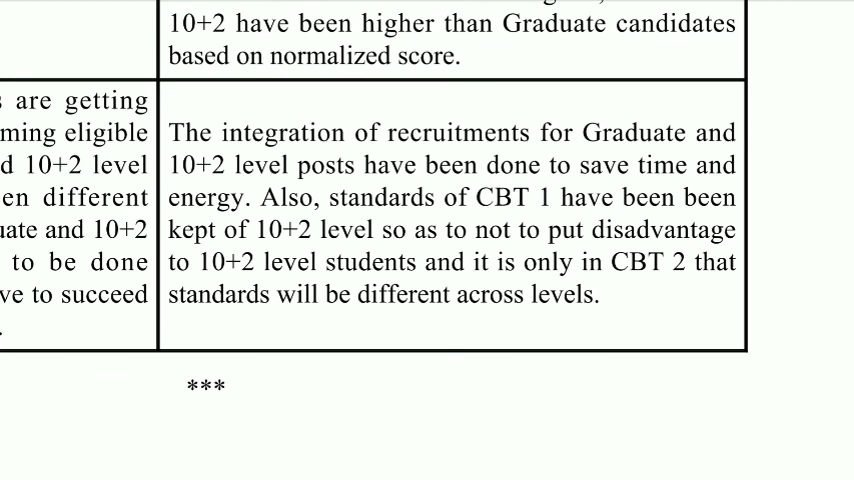 10+2 have been higher than Graduate candidates
based on normalized score.
are getting
eligible
10+2 level
different
and 10+2
to be done
to succeed
.
The integration of recruitments for Graduate and
10+2 level posts have been done to save time and
energy. Also, standards of CBT 1 have been been
kept of 10+2 level so as to not to put disadvantage
to 10+2 level students and it is only in CBT 2 that
standards will be different across levels.
***